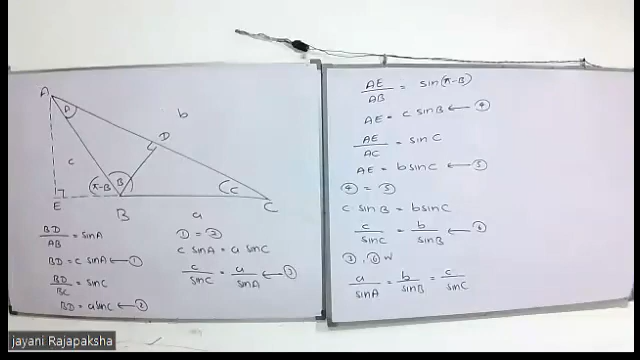 A
A
b
D
c
(π-B)
B
(C
E
B
a
C
BD/AB = sinA
BD = c sinA ← ①
BD/BC = sinC
BD = a sinC ← ②
① = ②
c sinA = a sinC
c/sinC = a/sinA ← ③
AE/AB = sin(π-B)
AE = c sinB ← ④
AE/AC = sinC
AE = b sinC ← ⑤
④ = ⑤
c sinB = b sinC
c/sinC = b/sinB ← ⑥
③, ⑥
a/sinA = b/sinB = c/sinC
jayani Rajapaksha